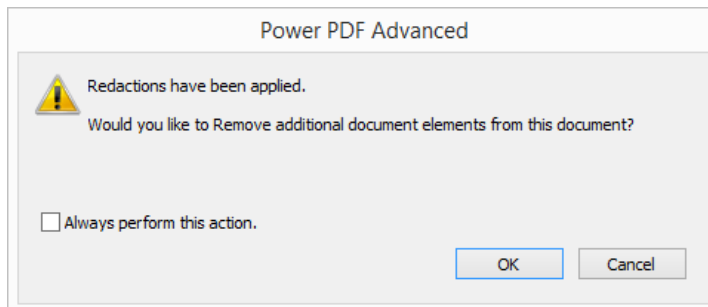 Power PDF Advanced
Redactions have been applied.
Would you like to Remove additional document elements from this document?
Always perform this action.
OK
Cancel